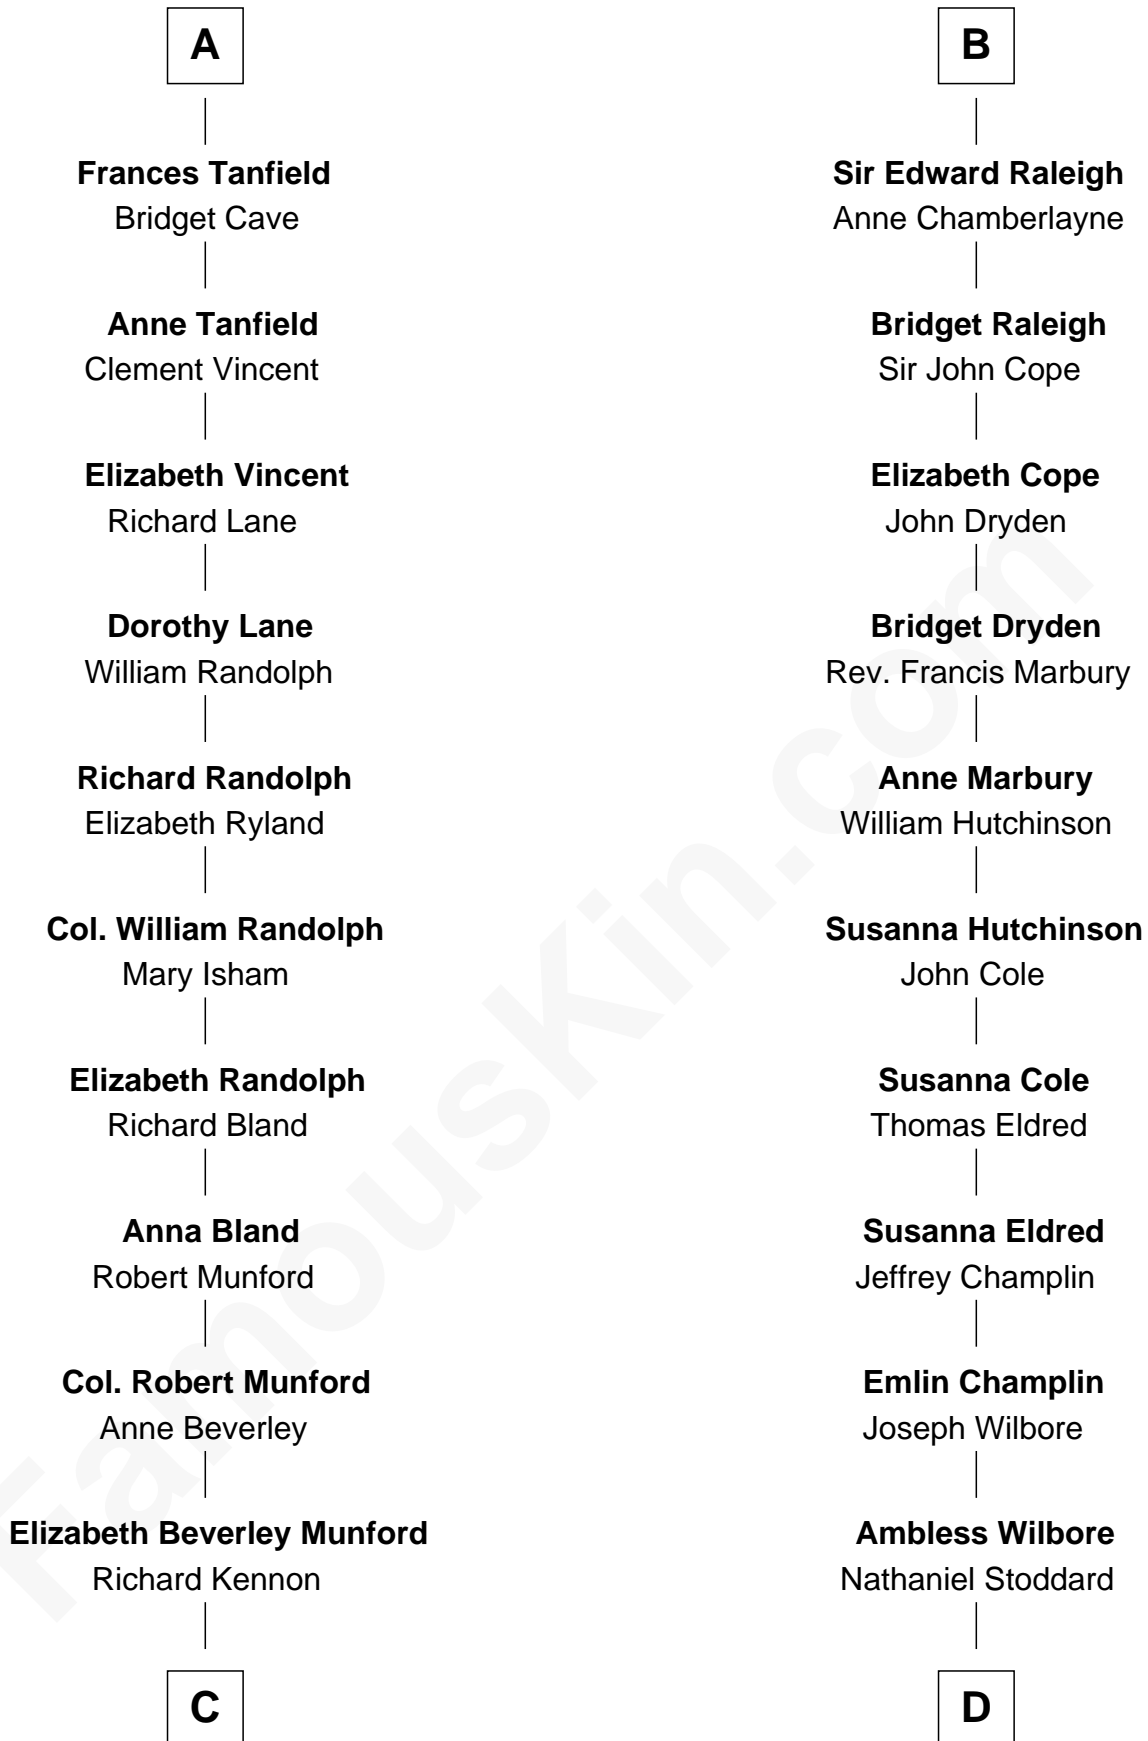 A
Frances Tanfield
Bridget Cave
Anne Tanfield
Clement Vincent
Elizabeth Vincent
Richard Lane
Dorothy Lane
William Randolph
Richard Randolph
Elizabeth Ryland
Col. William Randolph
Mary Isham
Elizabeth Randolph
Richard Bland
Anna Bland
Robert Munford
Col. Robert Munford
Anne Beverley
Elizabeth Beverley Munford
Richard Kennon
C
B
Sir Edward Raleigh
Anne Chamberlayne
Bridget Raleigh
Sir John Cope
Elizabeth Cope
John Dryden
Bridget Dryden
Rev. Francis Marbury
Anne Marbury
William Hutchinson
Susanna Hutchinson
John Cole
Susanna Cole
Thomas Eldred
Susanna Eldred
Jeffrey Champlin
Emlin Champlin
Joseph Wilbore
Ambless Wilbore
Nathaniel Stoddard
D
FamousKin.com